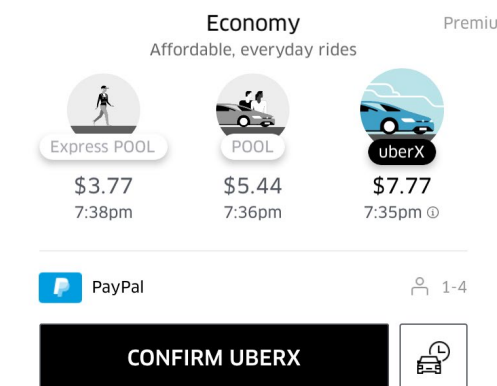 Economy
Premiu
Affordable, everyday rides
Express POOL
POOL
uberX
$3.77
$5.44
$7.77
7:38pm
7:36pm
7:35pm
PayPal
1-4
CONFIRM UBERX